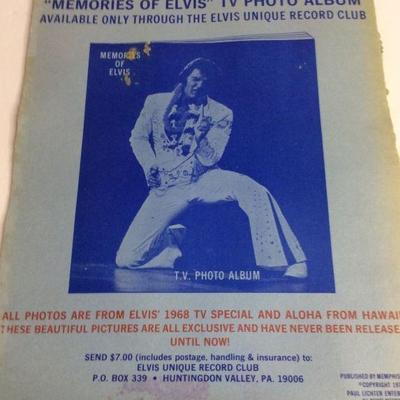 "MEMORIES OF ELVIS" TV PHOTO ALBUM
AVAILABLE ONLY THROUGH THE ELVIS UNIQUE RECORD CLUB
MEMORIES
OF
ELVIS
T.V. PHOTO ALBUM
ALL PHOTOS ARE FROM ELVIS' 1968 TV SPECIAL AND ALOHA FROM HAWAII
THESE BEAUTIFUL PICTURES ARE ALL EXCLUSIVE AND HAVE NEVER BEEN RELEASE
UNTIL NOW!
SEND $7.00 (includes postage, handling & insurance) to:
ELVIS UNIQUE RECORD CLUB
P.O. BOX 339 • HUNTINGDON VALLEY, PA. 19006
PUBLISHED BY MEMPHIS
©COPYRIGHT 19
PAUL LICHTER ENTER